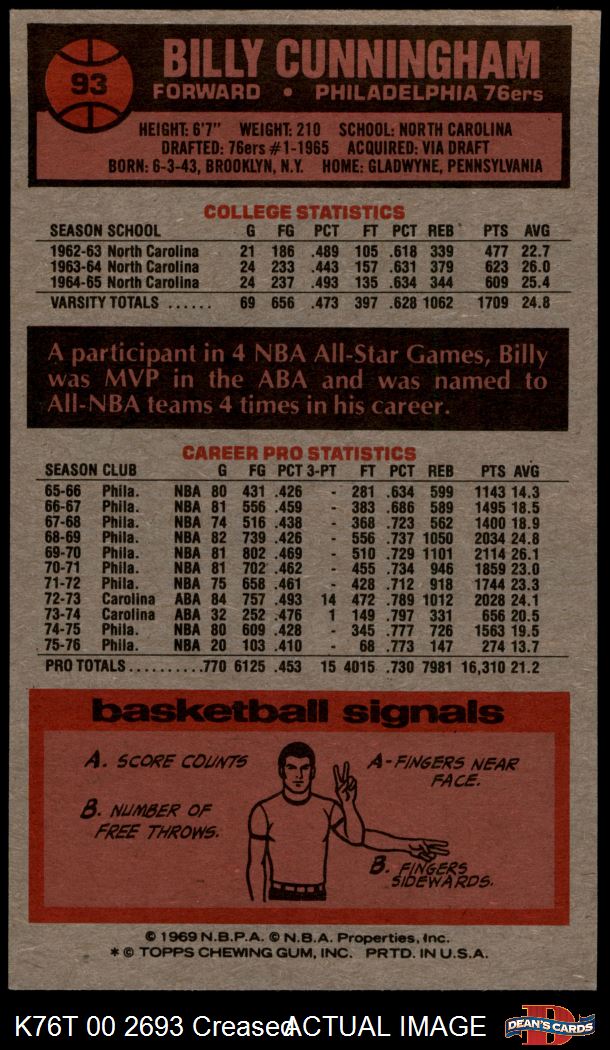 93
BILLY CUNNINGHAM
FORWARD • PHILADELPHIA 76ers
HEIGHT: 6'7" WEIGHT: 210 SCHOOL: NORTH CAROLINA
DRAFTED: 76ers #1-1965 ACQUIRED: VIA DRAFT
BORN: 6-3-43, BROOKLYN, N.Y. HOME: GLADWYNE, PENNSYLVANIA
COLLEGE STATISTICS
SEASON SCHOOL G FG PCT FT PCT REB PTS AVG
1962-63 North Carolina 21 186 .489 105 .618 339 477 22.7
1963-64 North Carolina 24 233 .443 157 .631 379 623 26.0
1964-65 North Carolina 24 237 .493 135 .634 344 609 25.4
VARSITY TOTALS ...... 69 656 .473 397 .628 1062 1709 24.8
A participant in 4 NBA All-Star Games, Billy
was MVP in the ABA and was named to
All-NBA teams 4 times in his career.
CAREER PRO STATISTICS
SEASON CLUB G FG PCT 3-PT FT PCT REB PTS AVG
65-66 Phila. NBA 80 431 .426 - 281 .634 599 1143 14.3
66-67 Phila. NBA 81 556 .459 - 383 .686 589 1495 18.5
67-68 Phila. NBA 74 516 .438 - 368 .723 562 1400 18.9
68-69 Phila. NBA 82 739 .426 - 556 .737 1050 2034 24.8
69-70 Phila. NBA 81 802 .469 - 510 .729 1101 2114 26.1
70-71 Phila. NBA 81 702 .462 - 455 .734 946 1859 23.0
71-72 Phila. NBA 75 658 .461 - 428 .712 918 1744 23.3
72-73 Carolina ABA 84 757 .493 14 472 .789 1012 2028 24.1
73-74 Carolina ABA 32 252 .476 1 149 .797 331 656 20.5
74-75 Phila. NBA 80 609 .428 - 345 .777 726 1563 19.5
75-76 Phila. NBA 20 103 .410 - 68 .773 147 274 13.7
PRO TOTALS..........770 6125 .453 15 4015 .730 7981 16,310 21.2
basketball signals
A. SCORE COUNTS
B. NUMBER OF
FREE THROWS.
A-FINGERS NEAR
FACE.
B. FINGERS
SIDEWARDS.
© 1969 N.B.P.A. © N.B.A. Properties, Inc.
* © TOPPS CHEWING GUM, INC. PRTD. IN U.S.A.
K76T 00 2693 Creased ACTUAL IMAGE
D
DEAN'S CARDS